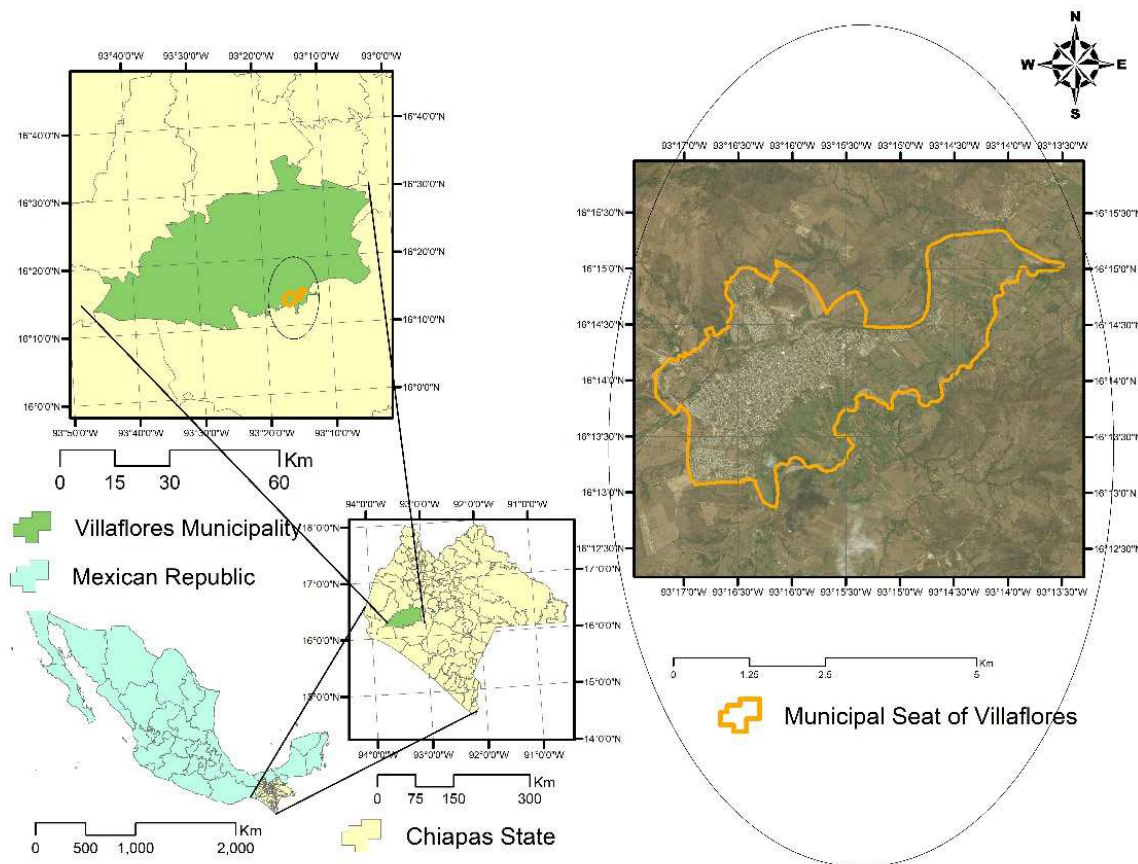 93°40'0"W 93°30'0"W 93°20'0"W 93°10'0"W 93°0'0"W
16°40'0"N
16°30'0"N
16°20'0"N
16°10'0"N
16°0'0"N
16°40'0"N
16°30'0"N
16°20'0"N
16°10'0"N
16°0'0"N
93°50'0"W 93°40'0"W 93°30'0"W 93°20'0"W 93°10'0"W
Km
0 15 30 60
Villaflores Municipality
Mexican Republic
94°0'0"W 93°0'0"W 92°0'0"W 91°0'0"W
18°0'0"N
17°0'0"N
16°0'0"N
15°0'0"N
17°0'0"N
16°0'0"N
15°0'0"N
14°0'0"N
94°0'0"W 93°0'0"W 92°0'0"W 91°0'0"W
Km
0 75 150 300
Chiapas State
Km
0 500 1,000 2,000
N
W E
S
93°17'0"W 93°16'30"W 93°16'0"W 93°15'30"W 93°15'0"W 93°14'30"W 93°14'0"W 93°13'30"W
16°15'30"N
16°15'0"N
16°14'30"N
16°14'0"N
16°13'30"N
16°13'0"N
16°12'30"N
16°15'30"N
16°15'0"N
16°14'30"N
16°14'0"N
16°13'30"N
16°13'0"N
16°12'30"N
93°17'0"W 93°16'30"W 93°16'0"W 93°15'30"W 93°15'0"W 93°14'30"W 93°14'0"W 93°13'30"W
Km
0 1.25 2.5 5
Municipal Seat of Villaflores